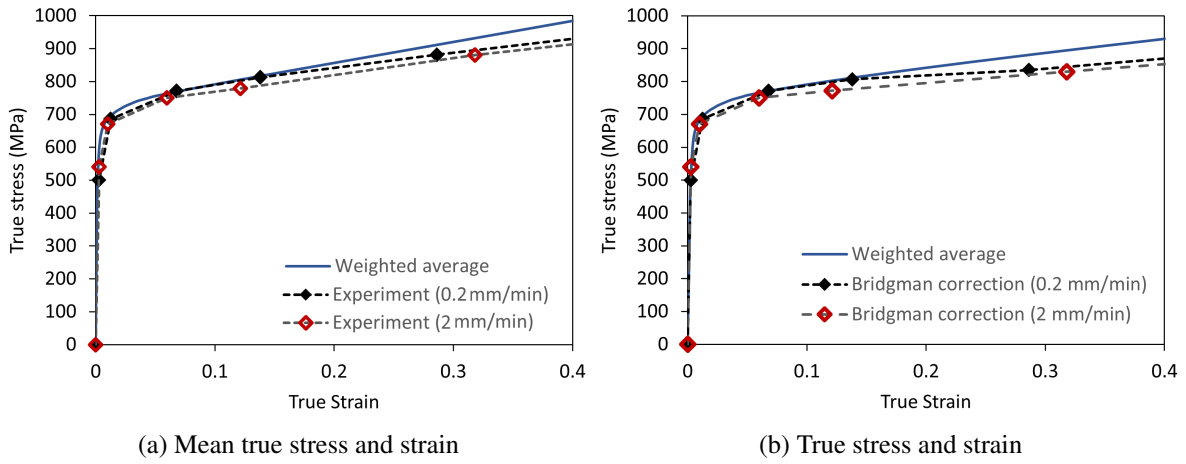 1000
900
800
700
600
500
400
300
200
100
0
True stress (MPa)
Weighted average
Experiment (0.2 mm/min)
Experiment (2 mm/min)
0 0.1 0.2 0.3 0.4
True Strain
(a) Mean true stress and strain
1000
900
800
700
600
500
400
300
200
100
0
True stress (MPa)
Weighted average
Bridgman correction (0.2 mm/min)
Bridgman correction (2 mm/min)
0 0.1 0.2 0.3 0.4
True Strain
(b) True stress and strain